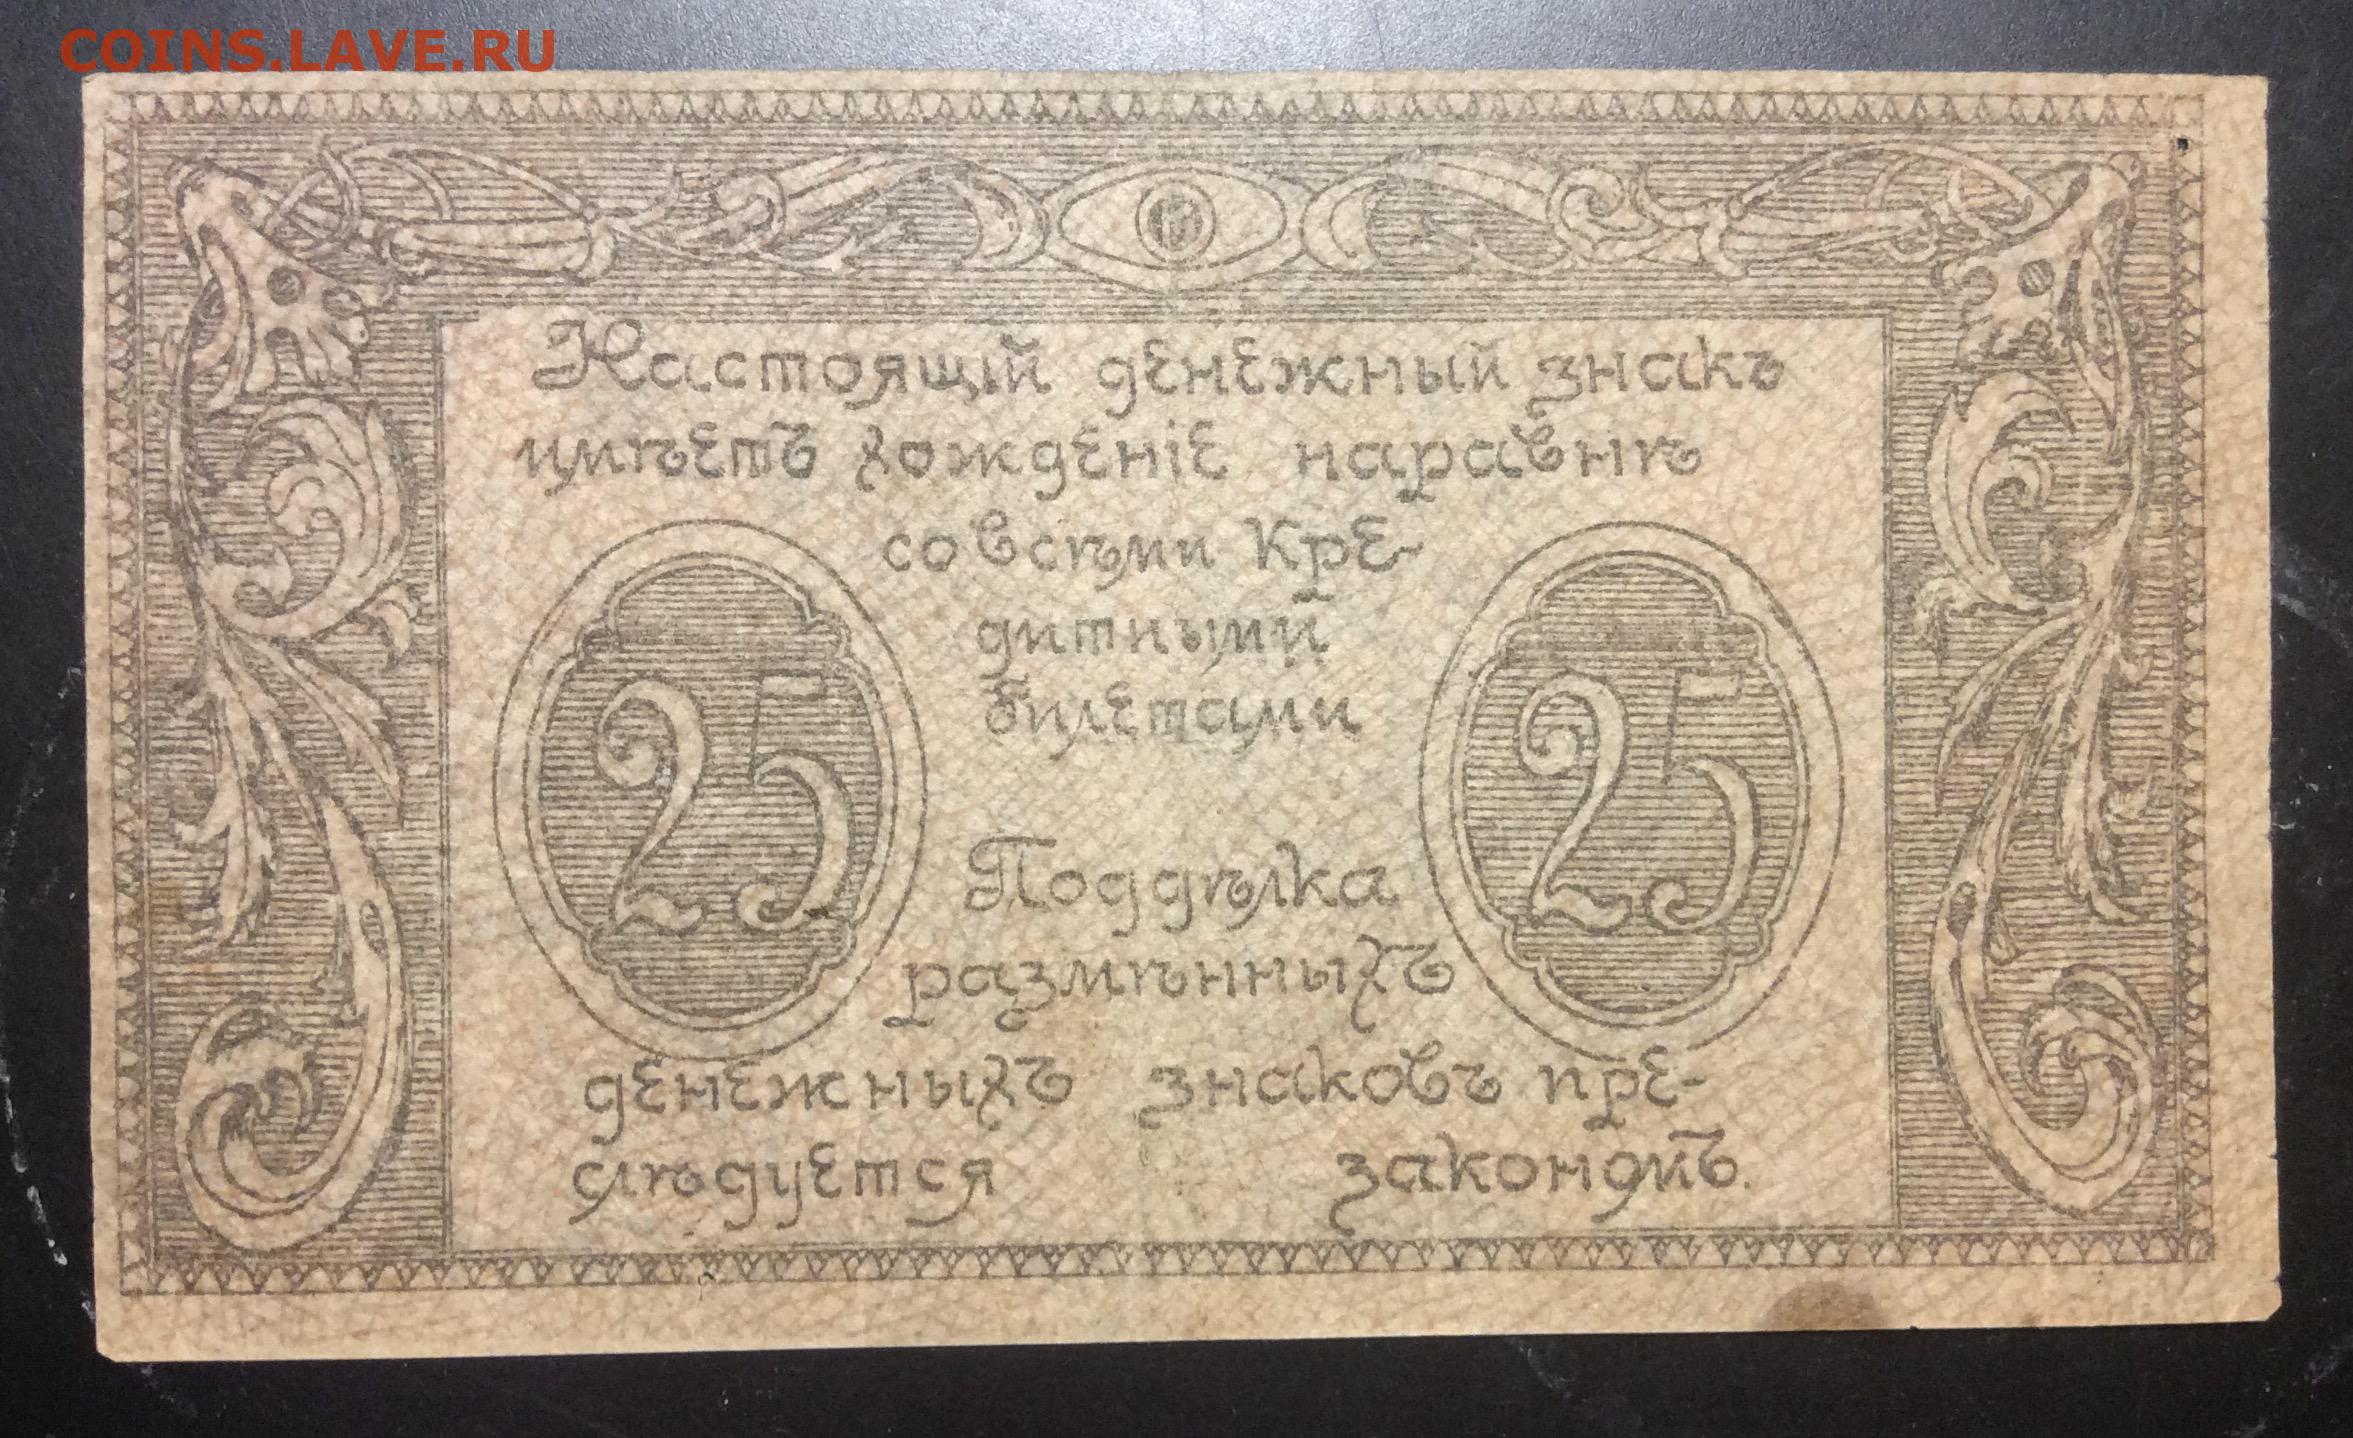 COINS.LAVE.RU
Настоящій денежный знакъ
имѣетъ хожденіе наравнѣ
со всѣми кре-
дитными
билетами
25 25
Поддѣлка
размѣнныхъ
денежныхъ знаковъ пре-
слѣдуется закономъ.